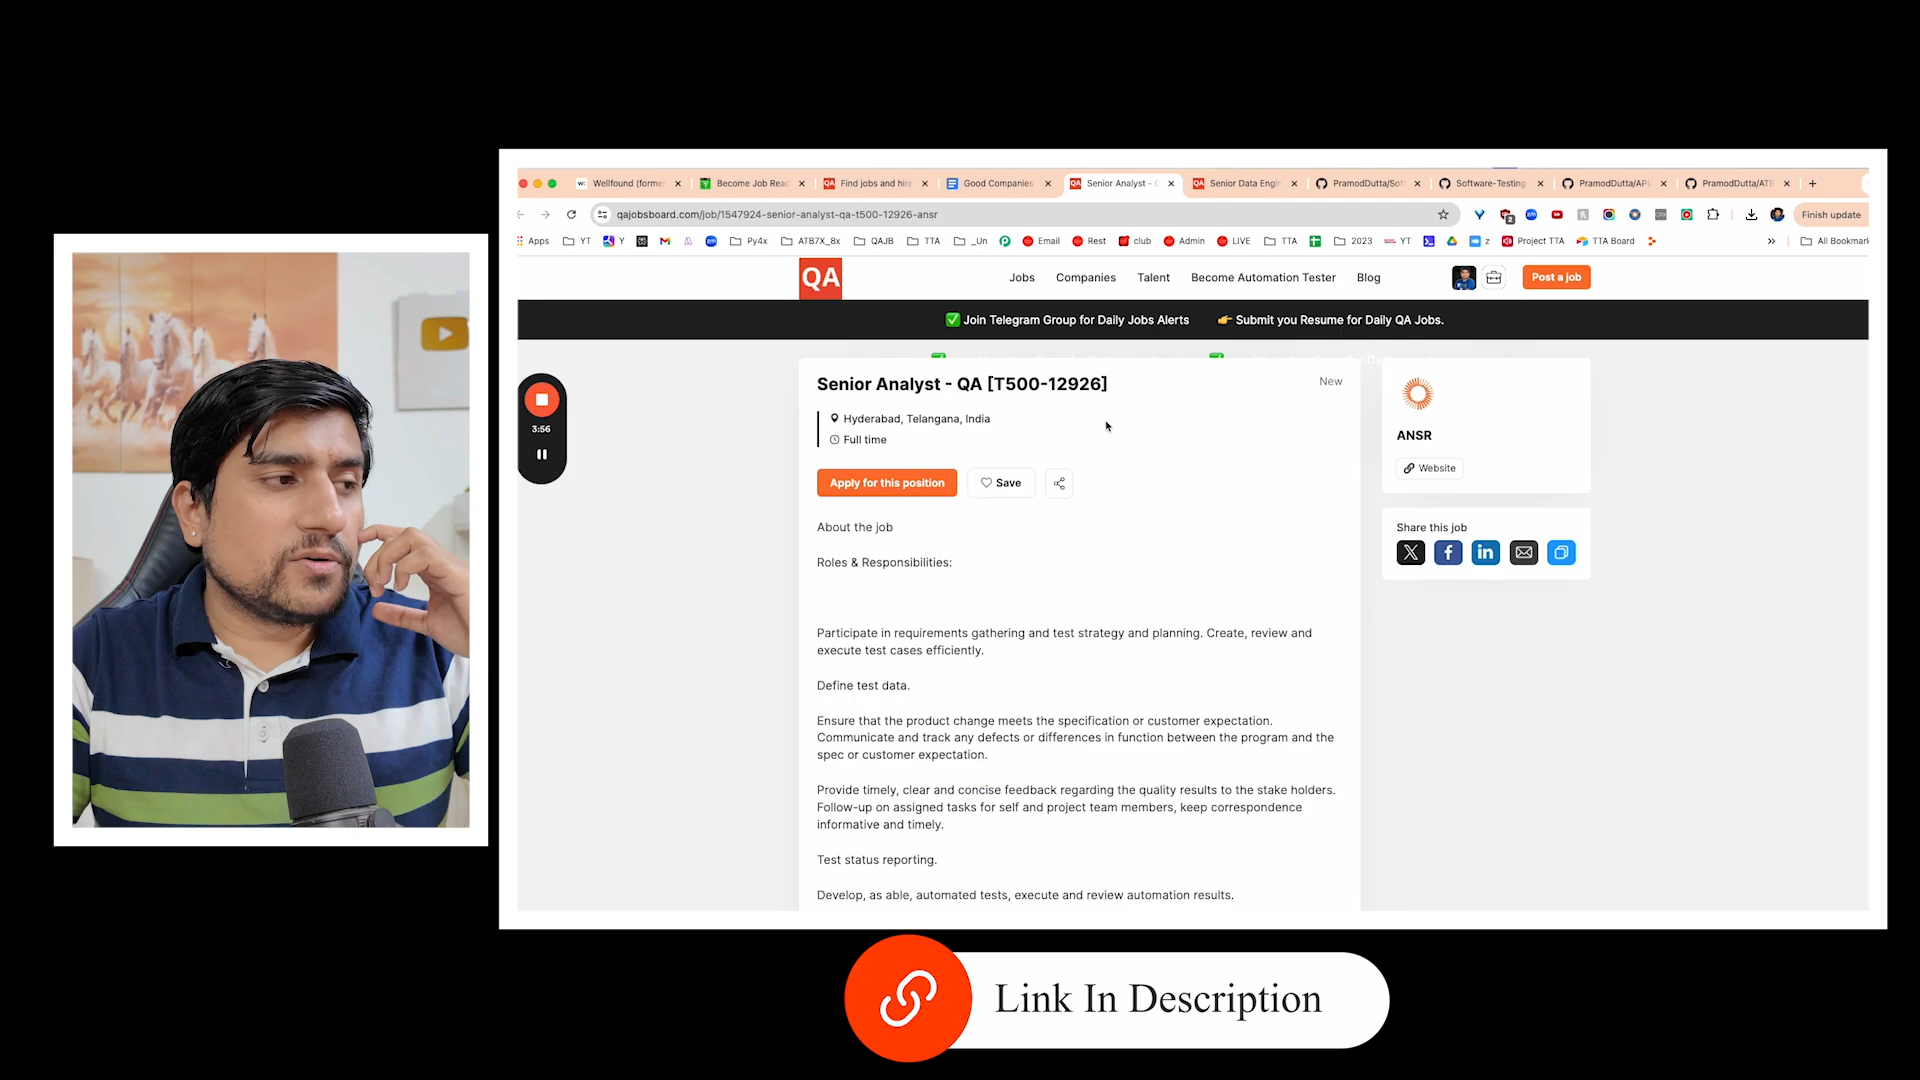 Wellfound (forme
Become Job Reac
Find jobs and hire
Good Companies
Senior Analyst -
Senior Data Engi
PramodDutta/Sof
Software-Testing
PramodDutta/API
PramodDutta/ATB
qajobsboard.com/job/1547924-senior-analyst-qa-t500-12926-ansr
Finish update
Apps
YT
Y
Py4x
ATB7X_8x
QAJB
TTA
_Un
Email
Rest
club
Admin
LIVE
TTA
2023
YT
z
Project TTA
TTA Board
»
All Bookmark
QA
Jobs
Companies
Talent
Become Automation Tester
Blog
Post a job
Join Telegram Group for Daily Jobs Alerts
Submit you Resume for Daily QA Jobs.
3:56
Senior Analyst - QA [T500-12926]
New
Hyderabad, Telangana, India
Full time
Apply for this position
Save
About the job
Roles & Responsibilities:
Participate in requirements gathering and test strategy and planning. Create, review and
execute test cases efficiently.
Define test data.
Ensure that the product change meets the specification or customer expectation.
Communicate and track any defects or differences in function between the program and the
spec or customer expectation.
Provide timely, clear and concise feedback regarding the quality results to the stake holders.
Follow-up on assigned tasks for self and project team members, keep correspondence
informative and timely.
Test status reporting.
Develop, as able, automated tests, execute and review automation results.
ANSR
Website
Share this job
Link In Description